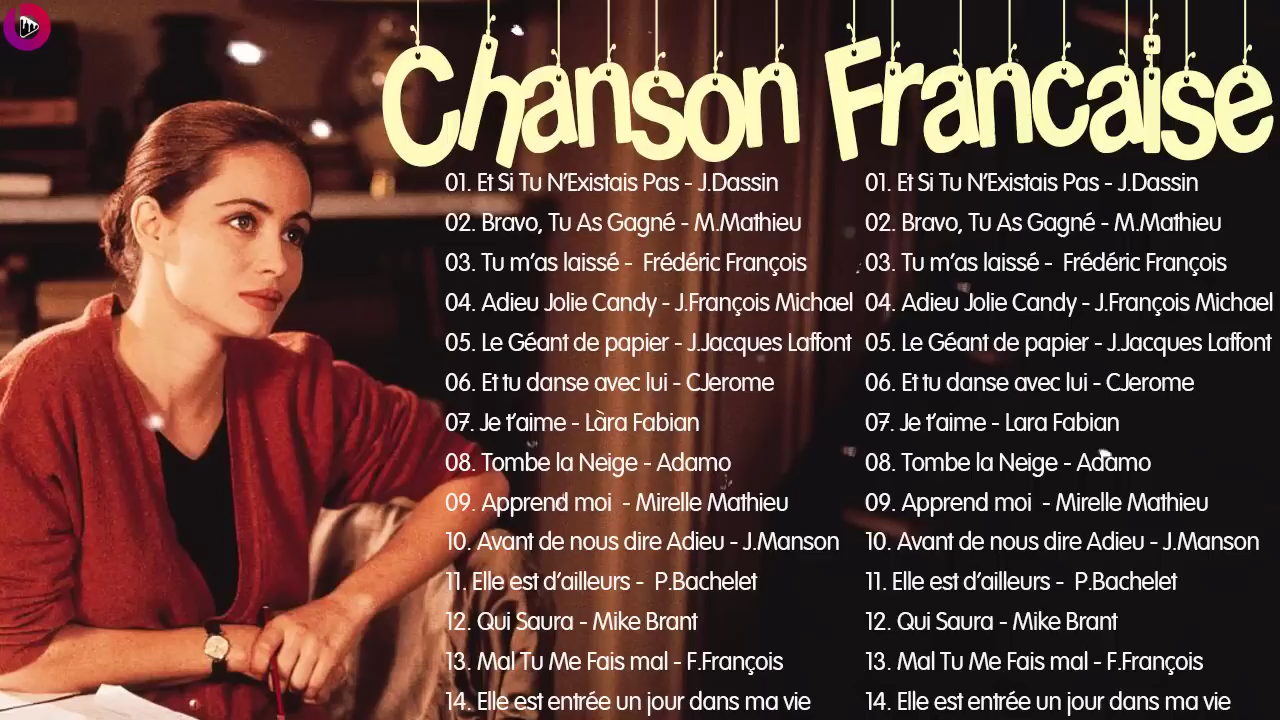 Chanson Francaise
01. Et Si Tu N'Existais Pas - J.Dassin
02. Bravo, Tu As Gagné - M.Mathieu
03. Tu m'as laissé - Frédéric François
04. Adieu Jolie Candy - J.François Michael
05. Le Géant de papier - J.Jacques Laffont
06. Et tu danse avec lui - CJerome
07. Je t'aime - Làra Fabian
08. Tombe la Neige - Adamo
09. Apprend moi - Mirelle Mathieu
10. Avant de nous dire Adieu - J.Manson
11. Elle est d'ailleurs - P.Bachelet
12. Qui Saura - Mike Brant
13. Mal Tu Me Fais mal - F.François
14. Elle est entrée un jour dans ma vie
01. Et Si Tu N'Existais Pas - J.Dassin
02. Bravo, Tu As Gagné - M.Mathieu
03. Tu m'as laissé - Frédéric François
04. Adieu Jolie Candy - J.François Michael
05. Le Géant de papier - J.Jacques Laffont
06. Et tu danse avec lui - CJerome
07. Je t'aime - Lara Fabian
08. Tombe la Neige - Adamo
09. Apprend moi - Mirelle Mathieu
10. Avant de nous dire Adieu - J.Manson
11. Elle est d'ailleurs - P.Bachelet
12. Qui Saura - Mike Brant
13. Mal Tu Me Fais mal - F.François
14. Elle est entrée un jour dans ma vie